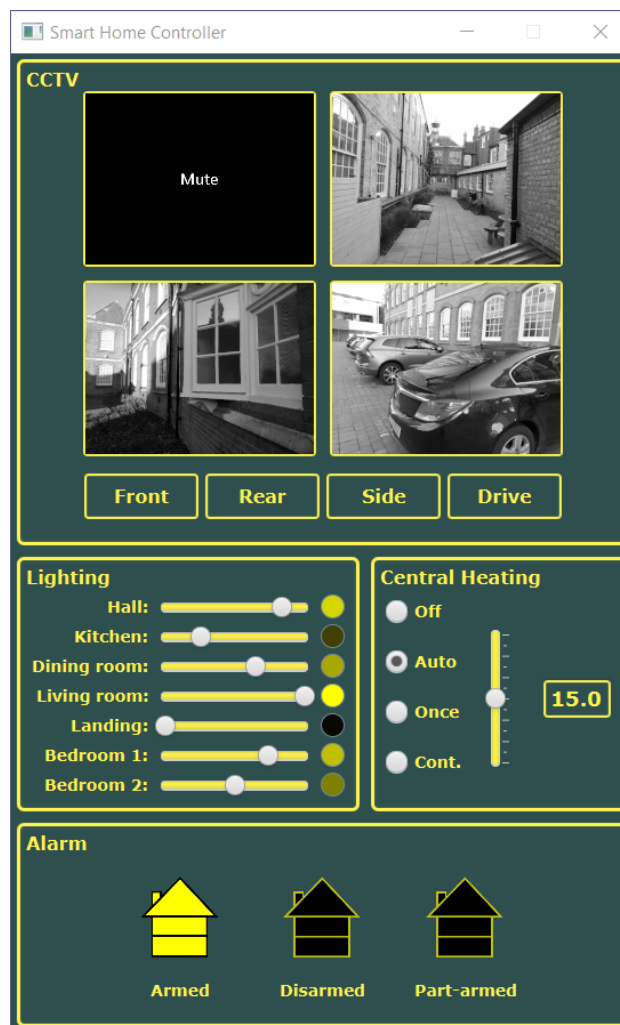 Smart Home Controller
CCTV
Mute
Front Rear Side Drive
Lighting
Hall:
Kitchen:
Dining room:
Living room:
Landing:
Bedroom 1:
Bedroom 2:
Central Heating
Off
Auto
Once
Cont.
15.0
Alarm
Armed Disarmed Part-armed